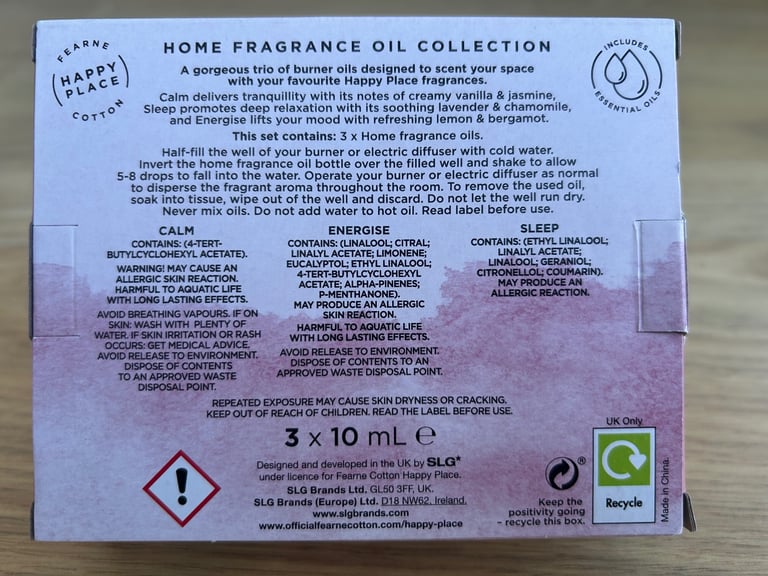 FEARNE
HAPPY
PLACE
COTTON
HOME FRAGRANCE OIL COLLECTION
INCLUDES
ESSENTIAL OILS
A gorgeous trio of burner oils designed to scent your space
with your favourite Happy Place fragrances.
Calm delivers tranquillity with its notes of creamy vanilla & jasmine,
Sleep promotes deep relaxation with its soothing lavender & chamomile,
and Energise lifts your mood with refreshing lemon & bergamot.
This set contains: 3 x Home fragrance oils.
Half-fill the well of your burner or electric diffuser with cold water.
Invert the home fragrance oil bottle over the filled well and shake to allow
5-8 drops to fall into the water. Operate your burner or electric diffuser as normal
to disperse the fragrant aroma throughout the room. To remove the used oil,
soak into tissue, wipe out of the well and discard. Do not let the well run dry.
Never mix oils. Do not add water to hot oil. Read label before use.
CALM
CONTAINS: (4-TERT-
BUTYLCYCLOHEXYL ACETATE).
WARNING! MAY CAUSE AN
ALLERGIC SKIN REACTION.
HARMFUL TO AQUATIC LIFE
WITH LONG LASTING EFFECTS.
AVOID BREATHING VAPOURS. IF ON
SKIN: WASH WITH PLENTY OF
WATER. IF SKIN IRRITATION OR RASH
OCCURS: GET MEDICAL ADVICE,
AVOID RELEASE TO ENVIRONMENT.
DISPOSE OF CONTENTS
TO AN APPROVED WASTE
DISPOSAL POINT.
ENERGISE
CONTAINS: (LINALOOL; CITRAL;
LINALYL ACETATE; LIMONENE;
EUCALYPTOL; ETHYL LINALOOL;
4-TERT-BUTYLCYCLOHEXYL
ACETATE; ALPHA-PINENES;
P-MENTHANONE).
MAY PRODUCE AN ALLERGIC
SKIN REACTION.
HARMFUL TO AQUATIC LIFE
WITH LONG LASTING EFFECTS.
AVOID RELEASE TO ENVIRONMENT.
DISPOSE OF CONTENTS TO AN
APPROVED WASTE DISPOSAL POINT.
SLEEP
CONTAINS: (ETHYL LINALOOL;
LINALYL ACETATE;
LINALOOL; GERANIOL;
CITRONELLOL; COUMARIN).
MAY PRODUCE AN
ALLERGIC REACTION.
REPEATED EXPOSURE MAY CAUSE SKIN DRYNESS OR CRACKING.
KEEP OUT OF REACH OF CHILDREN. READ THE LABEL BEFORE USE.
3 x 10 mL ℮
Designed and developed in the UK by SLG*
under licence for Fearne Cotton Happy Place.
SLG Brands Ltd. GL50 3FF, UK.
SLG Brands (Europe) Ltd. D18 NW62, Ireland.
www.slgbrands.com
www.officialfearnecotton.com/happy-place
®
Keep the
positivity going
- recycle this box.
UK Only
Recycle
Made in China.